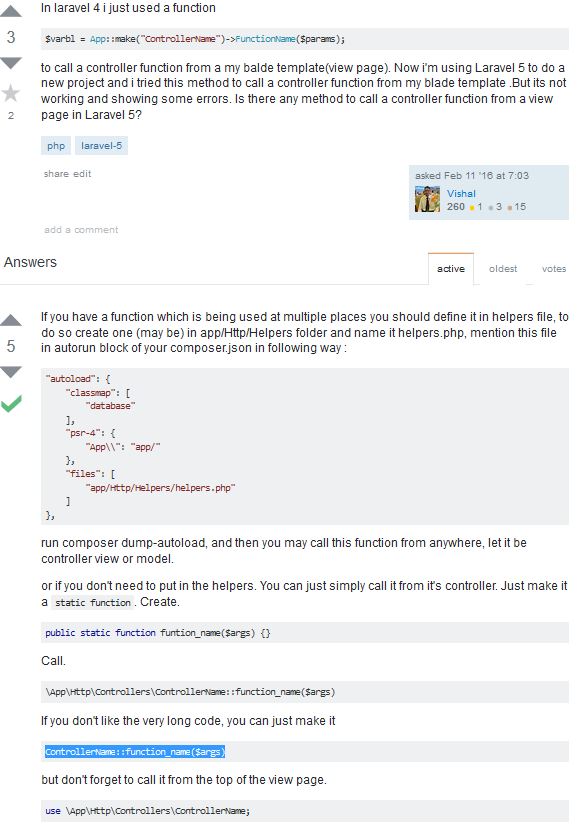 In laravel 4 i just used a function
3
$varbl = App::make("ControllerName")->FunctionName($params);
to call a controller function from a my balde template(view page). Now i'm using Laravel 5 to do a
new project and i tried this method to call a controller function from my blade template .But its not
working and showing some errors. Is there any method to call a controller function from a view
page in Laravel 5?
2
php laravel-5
share edit
asked Feb 11 '16 at 7:03
Vishal
260 1 3 15
add a comment
Answers
active oldest votes
If you have a function which is being used at multiple places you should define it in helpers file, to
do so create one (may be) in app/Http/Helpers folder and name it helpers.php, mention this file
5
in autorun block of your composer.json in following way :
"autoload": {
"classmap": [
"database"
],
"psr-4": {
"App\\": "app/"
},
"files": [
"app/Http/Helpers/helpers.php"
]
},
run composer dump-autoload, and then you may call this function from anywhere, let it be
controller view or model.
or if you don't need to put in the helpers. You can just simply call it from it's controller. Just make it
a static function . Create.
public static function funtion_name($args) {}
Call.
\App\Http\Controllers\ControllerName::function_name($args)
If you don't like the very long code, you can just make it
ControllerName::function_name($args)
but don't forget to call it from the top of the view page.
use \App\Http\Controllers\ControllerName;